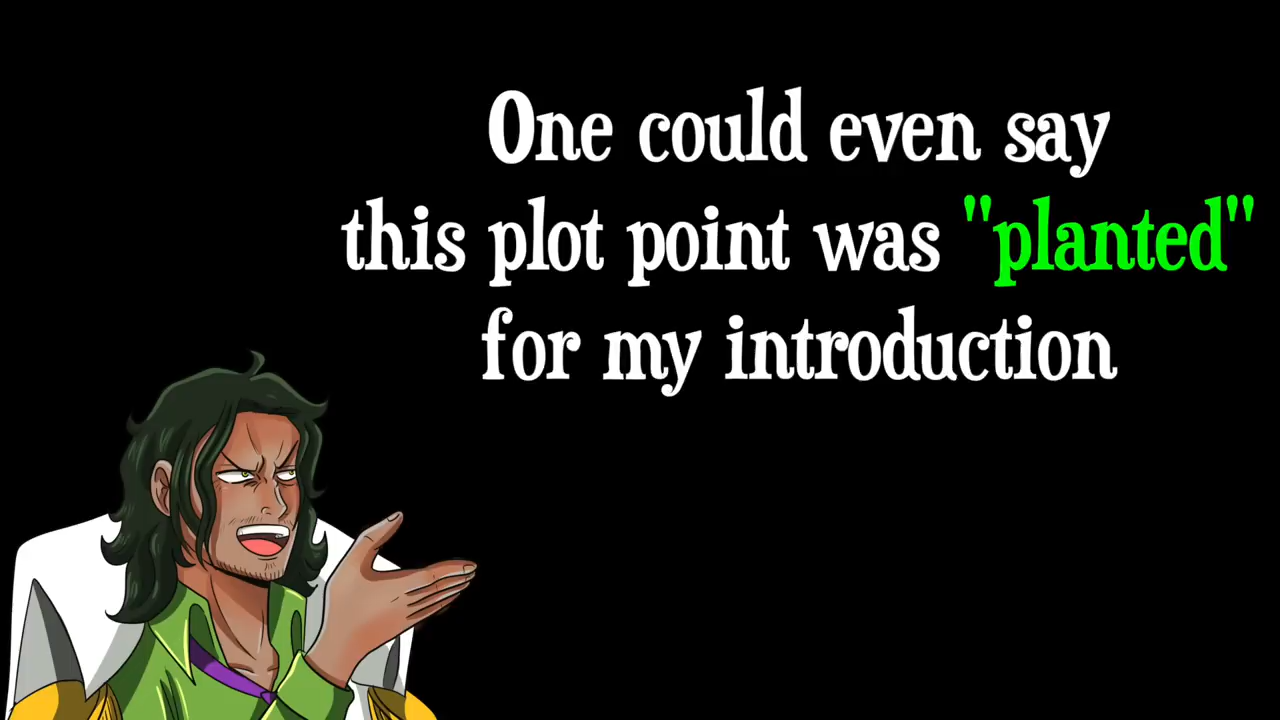 One could even say
this plot point was "planted"
for my introduction